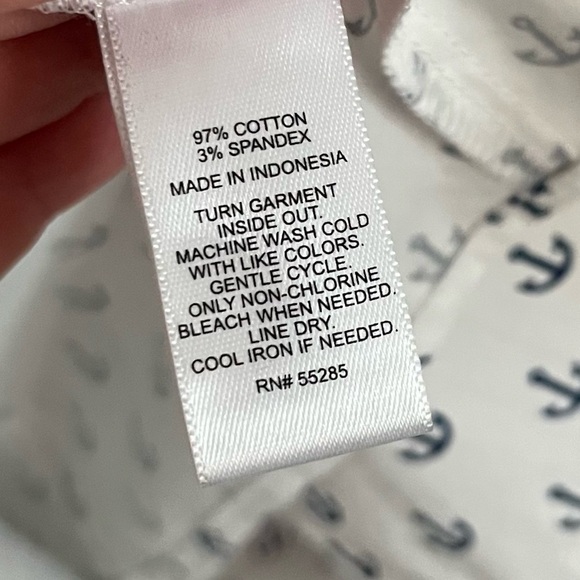 97% COTTON
3% SPANDEX
MADE IN INDONESIA
TURN GARMENT
INSIDE OUT.
MACHINE WASH COLD
WITH LIKE COLORS.
GENTLE CYCLE.
ONLY NON-CHLORINE
BLEACH WHEN NEEDED.
LINE DRY.
COOL IRON IF NEEDED.
RN# 55285